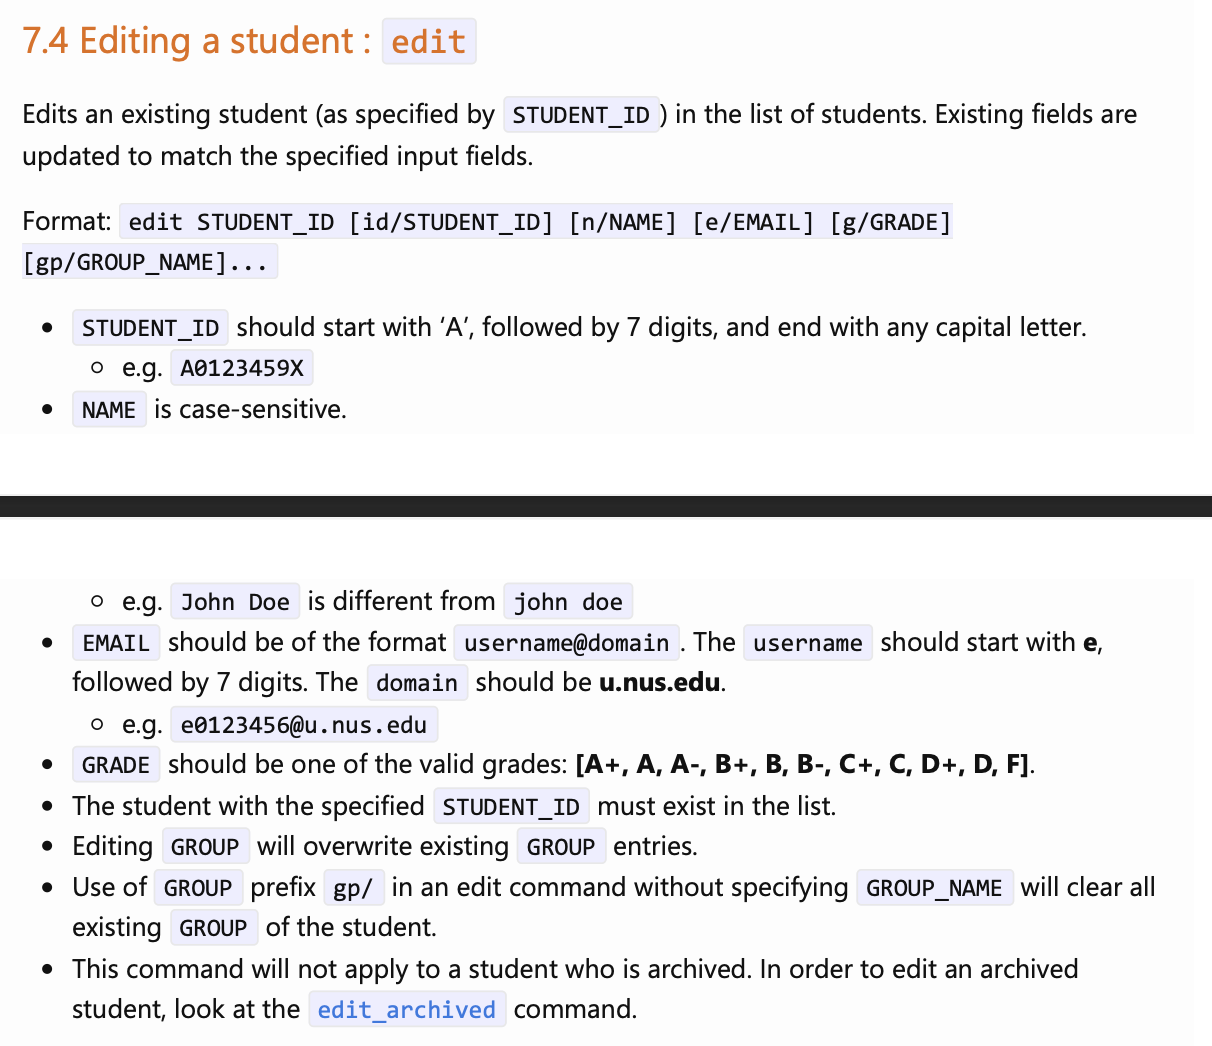 7.4 Editing a student : edit
Edits an existing student (as specified by STUDENT_ID) in the list of students. Existing fields are
updated to match the specified input fields.
Format: edit STUDENT_ID [id/STUDENT_ID] [n/NAME] [e/EMAIL] [g/GRADE]
[gp/GROUP_NAME]...
• STUDENT_ID should start with ‘A’, followed by 7 digits, and end with any capital letter.
○ e.g. A0123459X
• NAME is case-sensitive.
○ e.g. John Doe is different from john doe
• EMAIL should be of the format username@domain. The username should start with e,
followed by 7 digits. The domain should be u.nus.edu.
○ e.g. e0123456@u.nus.edu
• GRADE should be one of the valid grades: [A+, A, A-, B+, B, B-, C+, C, D+, D, F].
• The student with the specified STUDENT_ID must exist in the list.
• Editing GROUP will overwrite existing GROUP entries.
• Use of GROUP prefix gp/ in an edit command without specifying GROUP_NAME will clear all
existing GROUP of the student.
• This command will not apply to a student who is archived. In order to edit an archived
student, look at the edit_archived command.